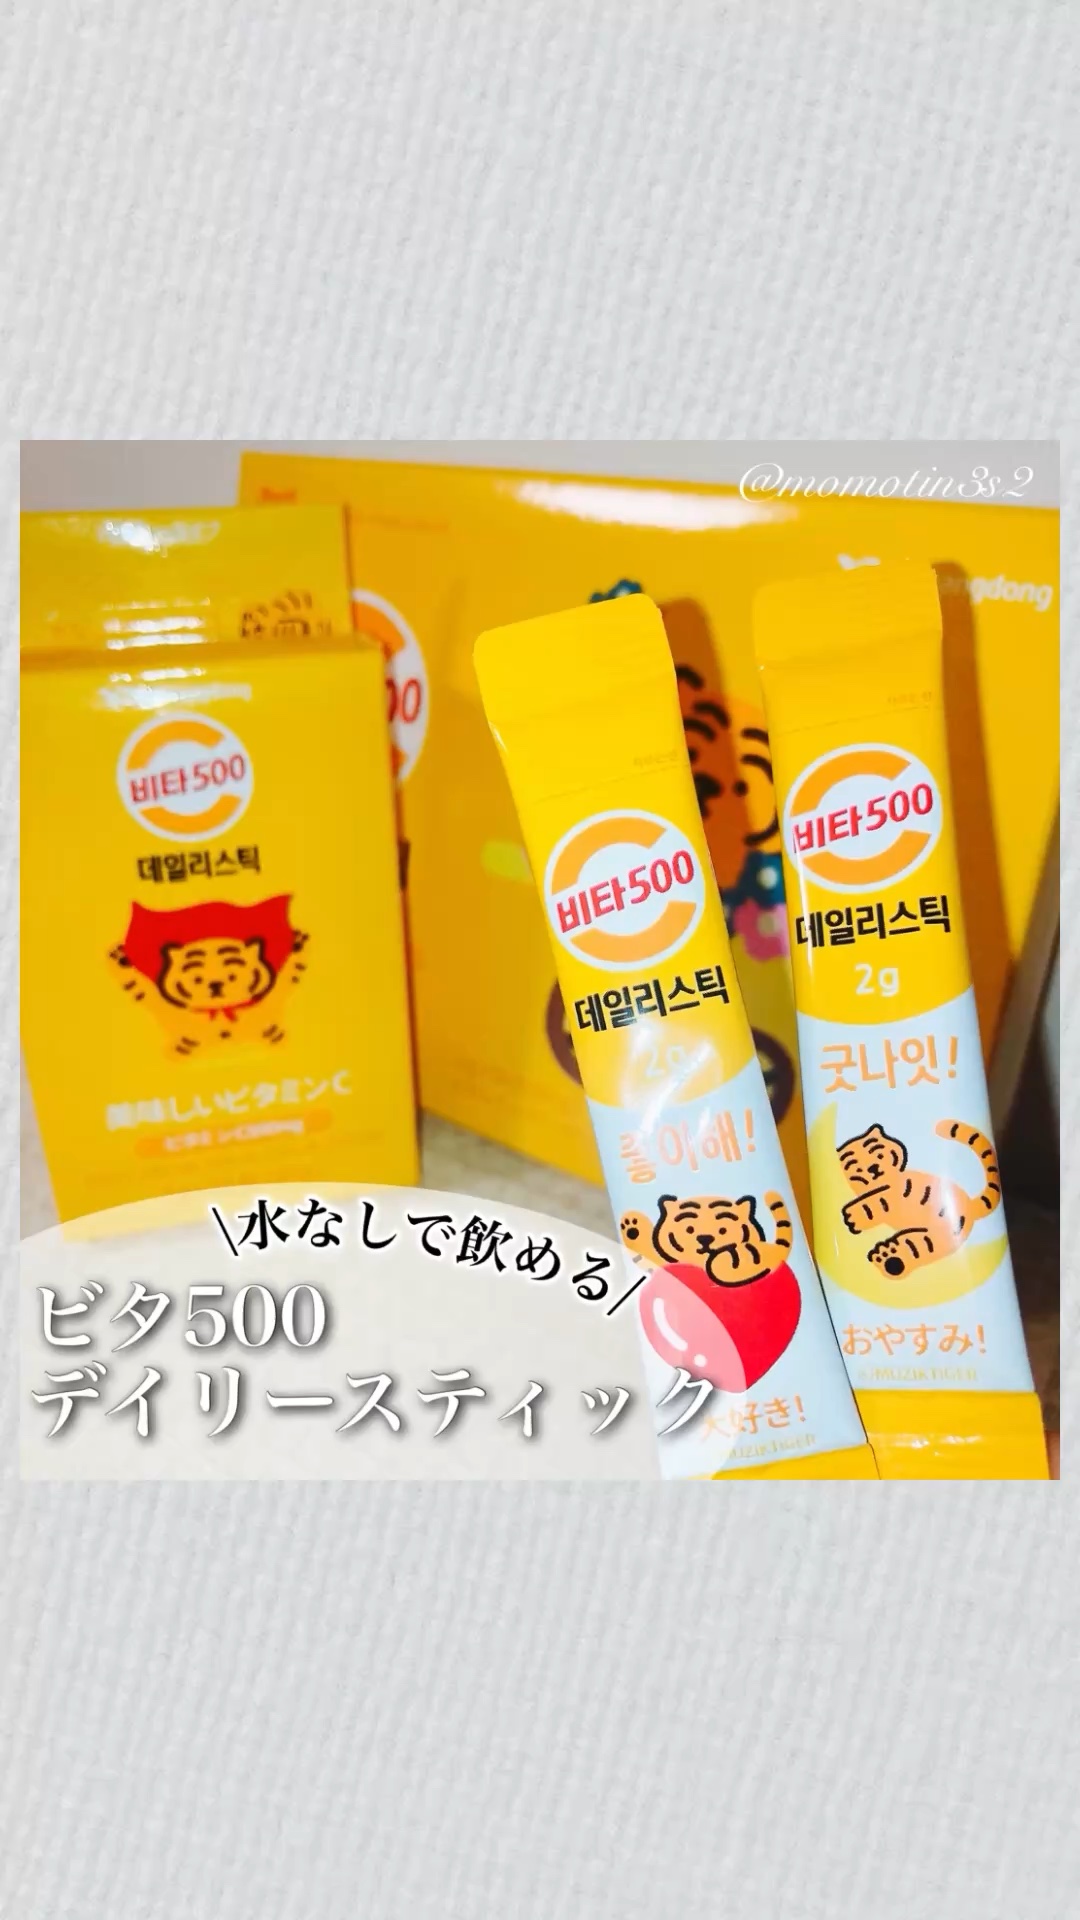 @momotin3s2
angdong
비타500
데일리스틱
美味しいビタミンC
비타500
데일리스틱
2g
좋아해!
大好き!
MUZIKTIGER
비타500
데일리스틱
2g
굿나잇!
おやすみ!
©MUZIKTIGER
\水なしで飲める/
ビタ500
デイリースティック